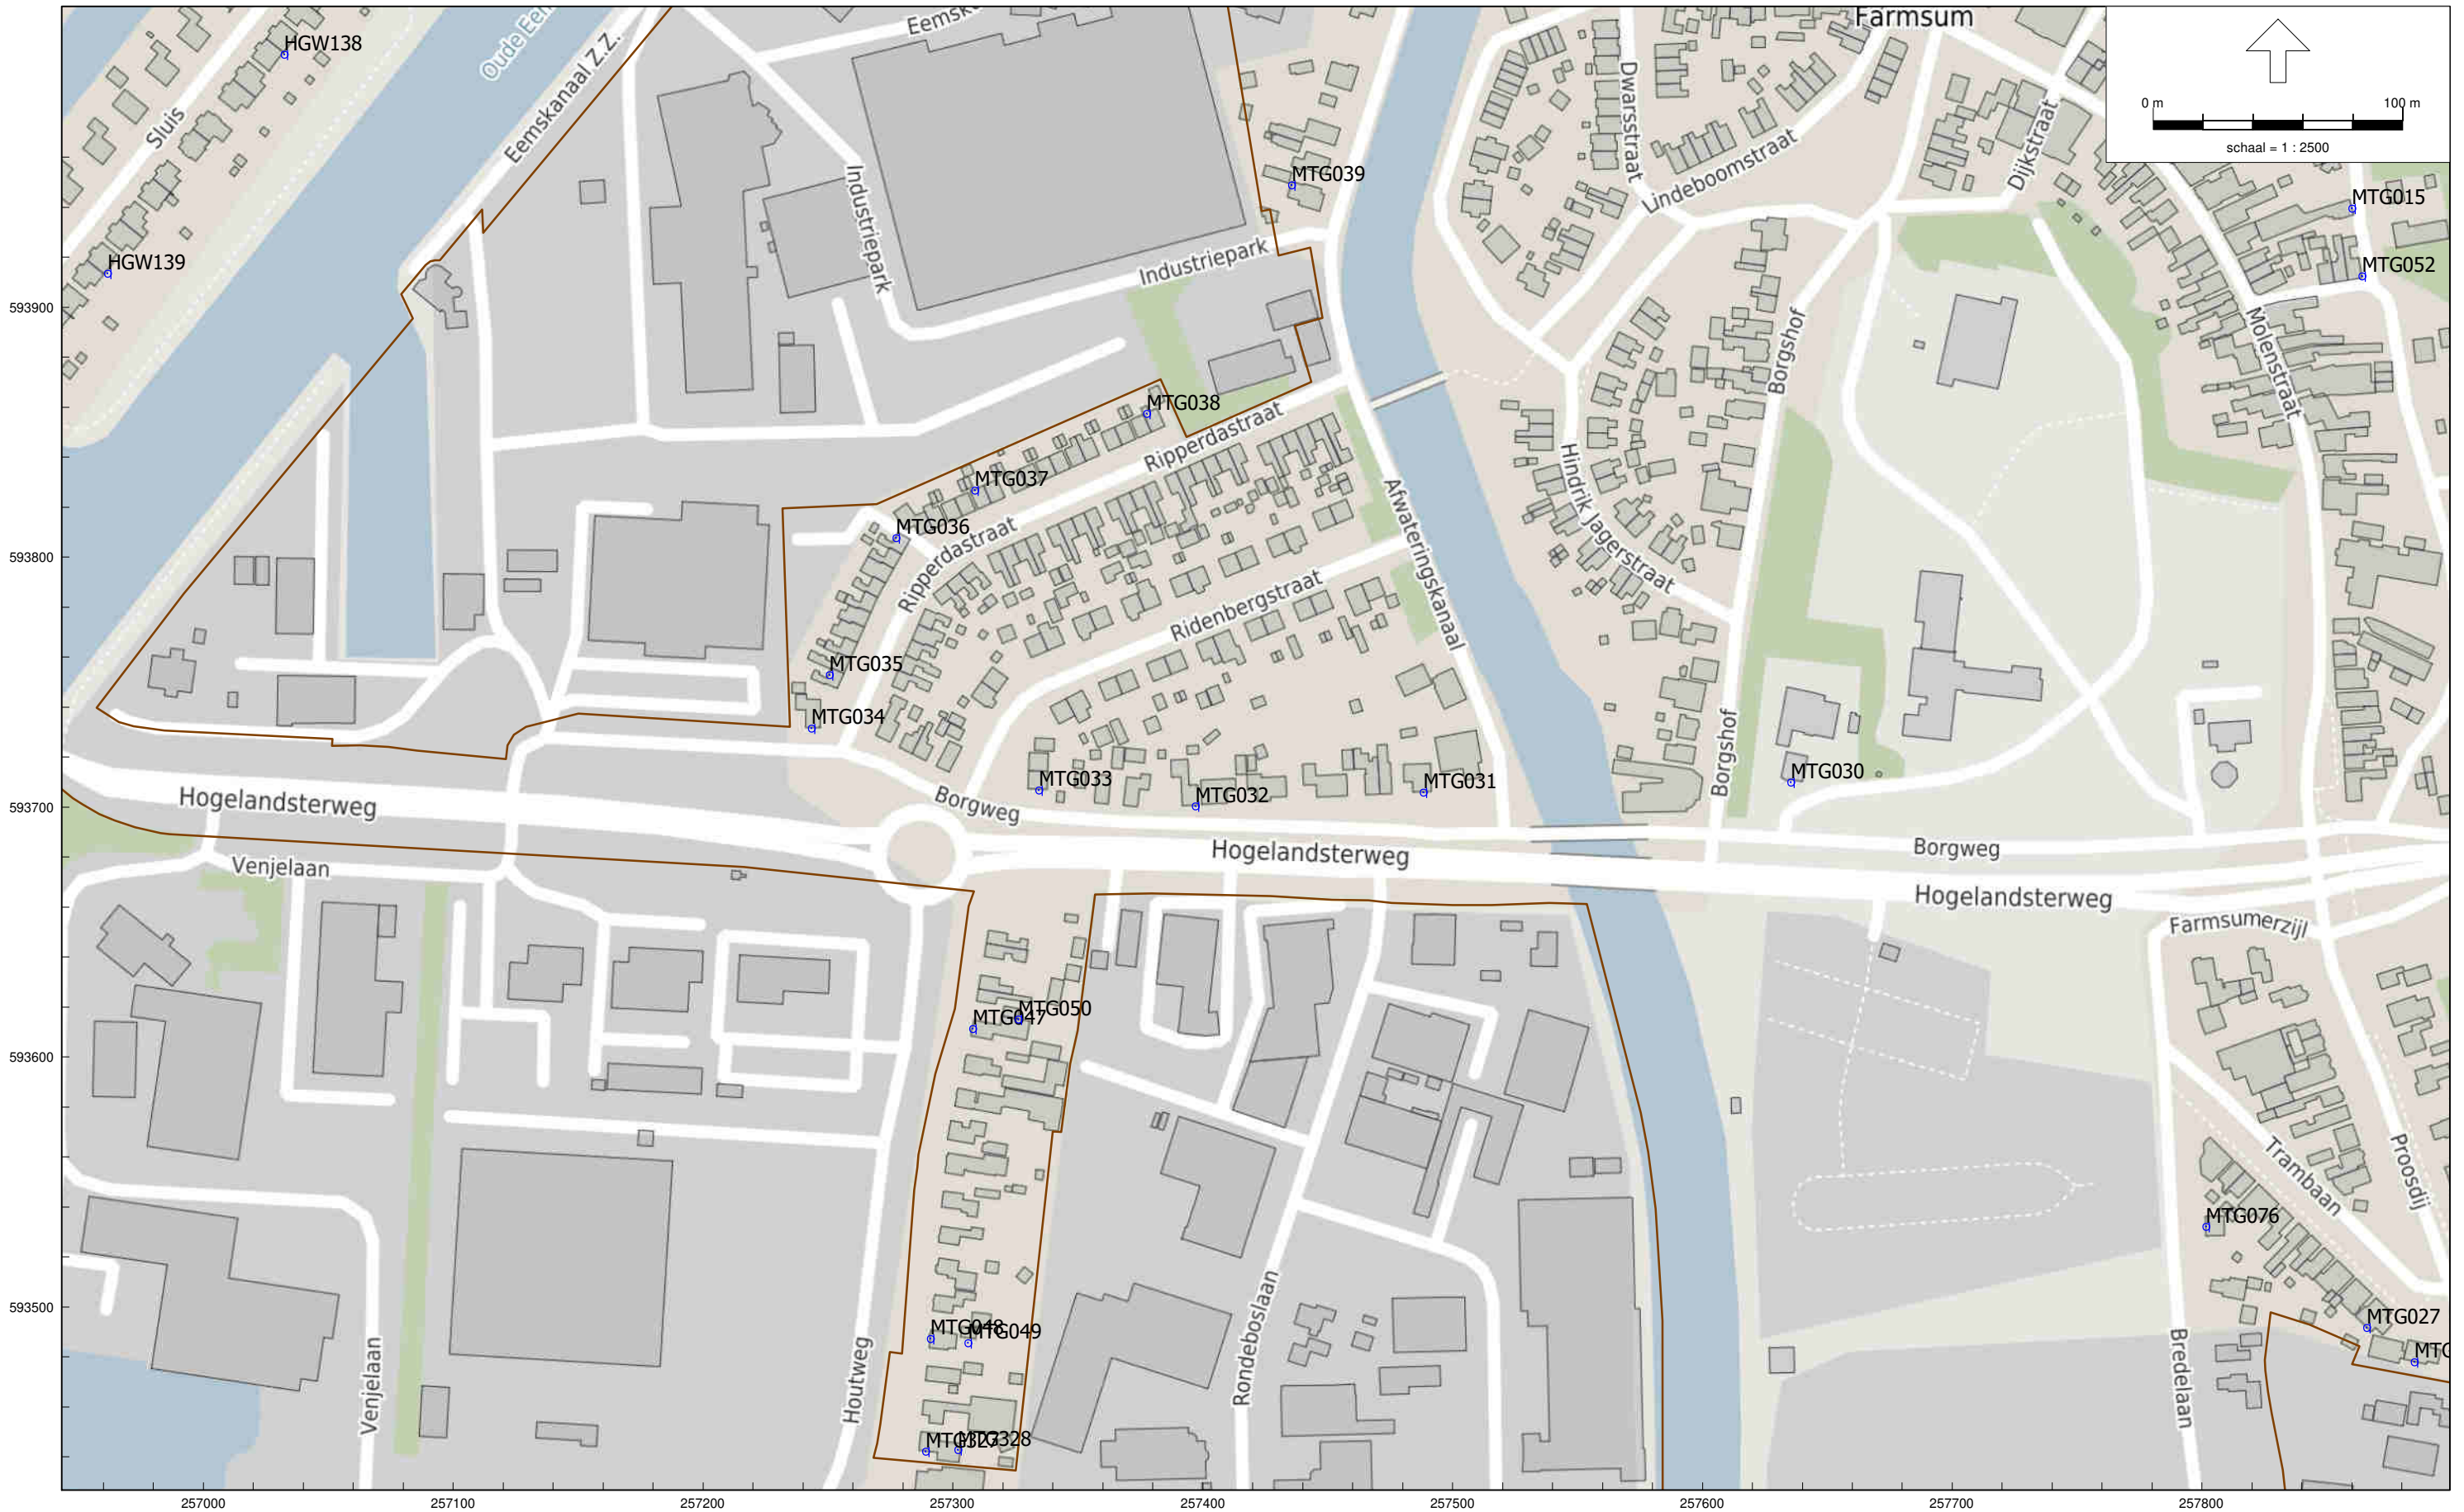 Farmsum
0 m
100 m
schaal = 1 : 2500
HGW138
Sluis
HGW139
Eemskanaal Z.Z.
Industriepark
Industriepark
MTG039
Dwarsstraat
Lindeboomstraat
Dijkstraat
MTG015
MTG052
Molenstraat
Borgshof
593900
MTG038
Ripperdastraat
MTG037
MTG036
Ripperdastraat
Afwateringskanaal
Hindrik Jagerstraat
593800
Ridenbergstraat
MTG035
MTG034
MTG033
MTG032
MTG031
MTG030
Borgshof
593700
Hogelandsterweg
Borgweg
Hogelandsterweg
Borgweg
Venjelaan
Hogelandsterweg
Farmsumerzijl
MTG050
MTG047
593600
Trambaan
Proosdij
MTG076
593500
MTG048
MTG049
MTG027
Venjelaan
Houtweg
Rondeboslaan
Bredelaan
MTG328
257000
257100
257200
257300
257400
257500
257600
257700
257800